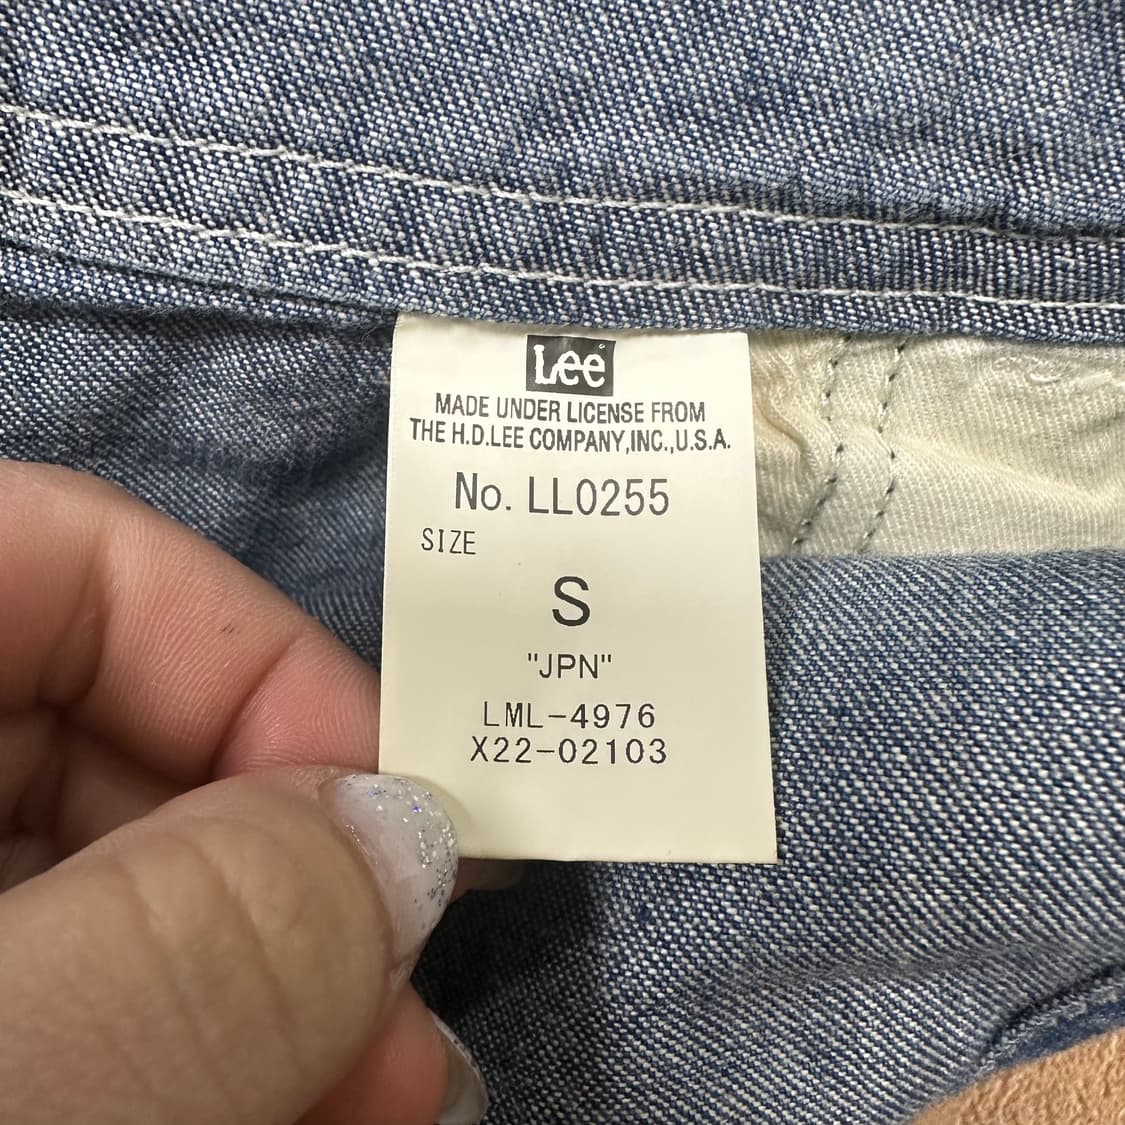 Lee
MADE UNDER LICENSE FROM
THE H.D.LEE COMPANY,INC.,U.S.A.
No. LL0255
SIZE
S
"JPN"
LML-4976
X22-02103